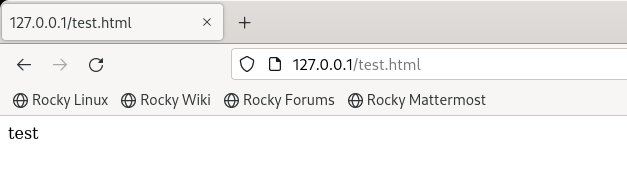 127.0.0.1/test.html
127.0.0.1/test.html
Rocky Linux Rocky Wiki Rocky Forums Rocky Mattermost
test